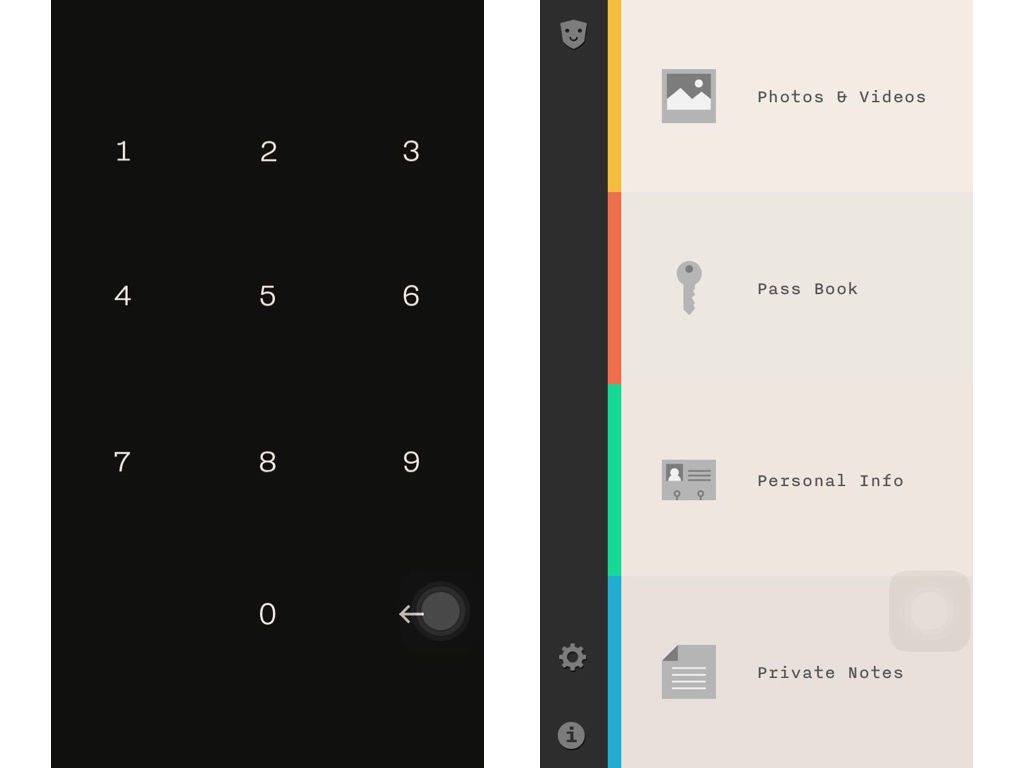 1 2 3
4 5 6
7 8 9
0
Photos & Videos
Pass Book
Personal Info
Private Notes